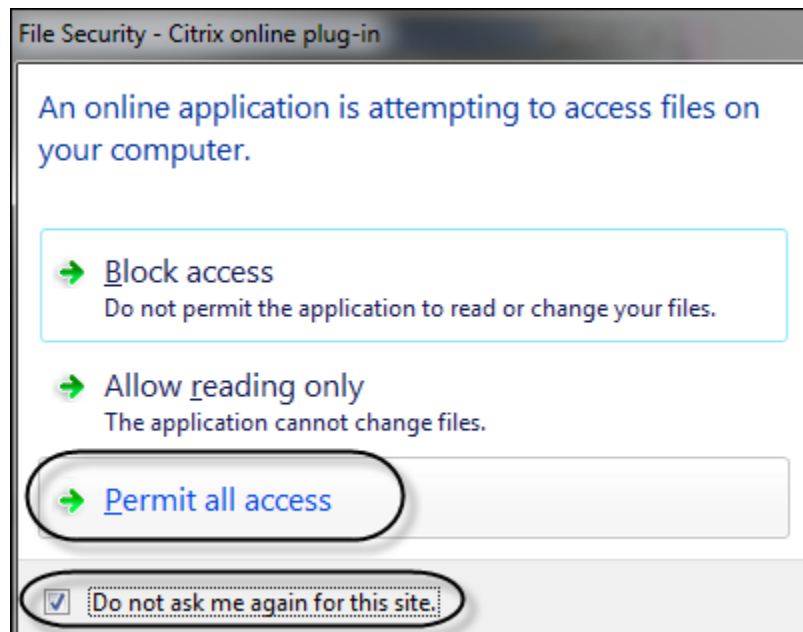 File Security - Citrix online plug-in
An online application is attempting to access files on
your computer.
Block access
Do not permit the application to read or change your files.
Allow reading only
The application cannot change files.
Permit all access
Do not ask me again for this site.